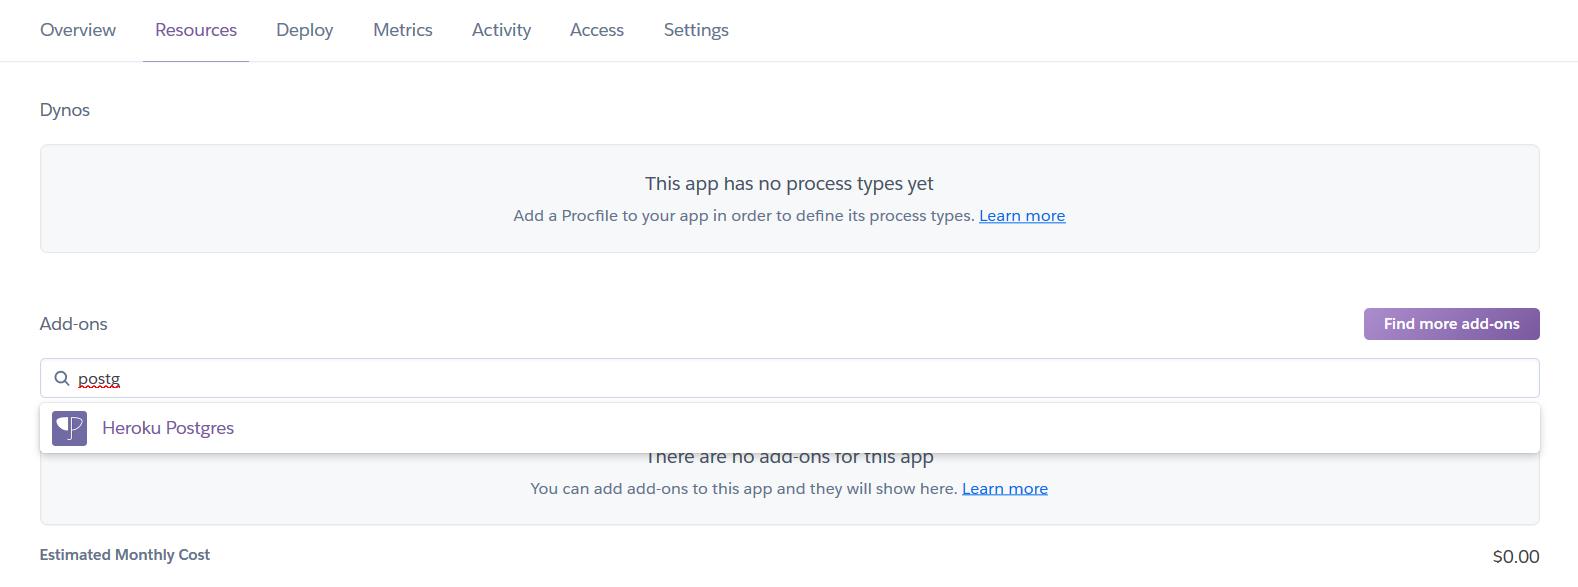 Overview Resources Deploy Metrics Activity Access Settings
Dynos
This app has no process types yet
Add a Procfile to your app in order to define its process types. Learn more
Add-ons
Find more add-ons
postg
Heroku Postgres
There are no add-ons for this app
You can add add-ons to this app and they will show here. Learn more
Estimated Monthly Cost
$0.00